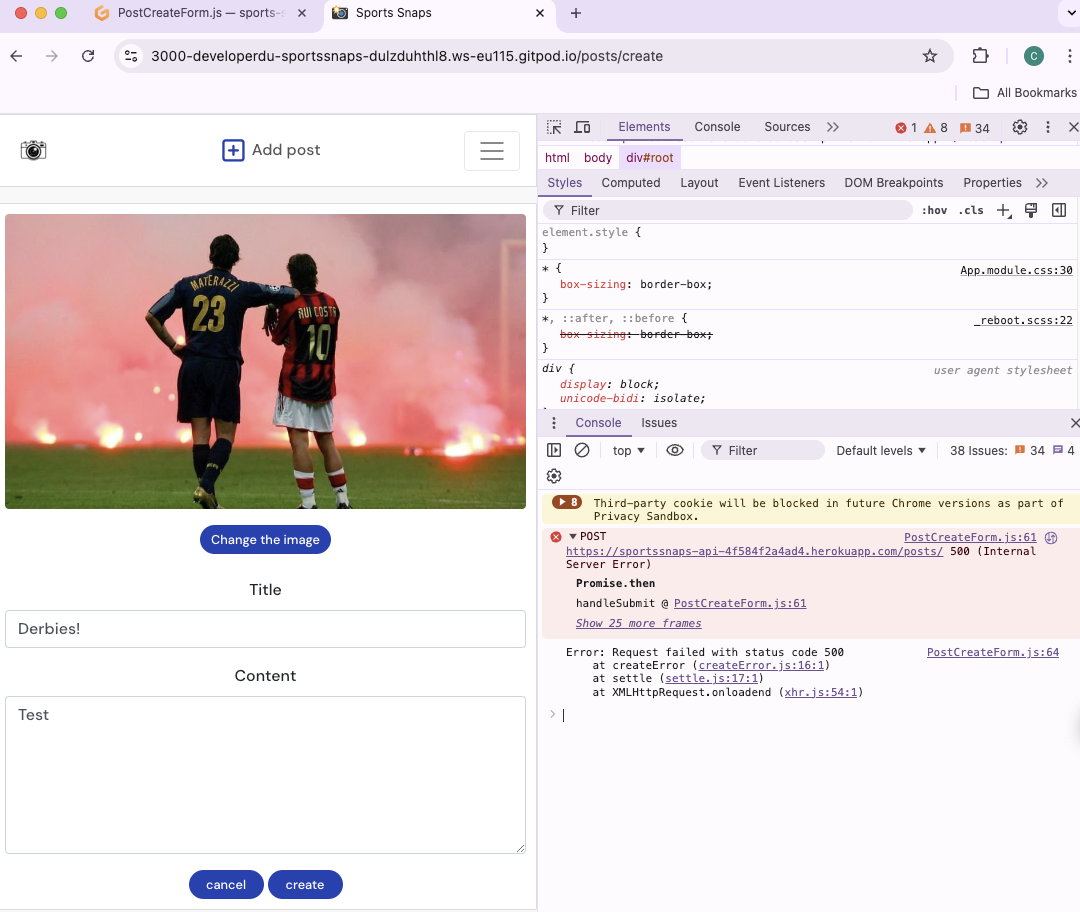 PostCreateForm.js — sports-s
Sports Snaps
3000-developerdu-sportssnaps-dulzduhthl8.ws-eu115.gitpod.io/posts/create
C
All Bookmarks
Add post
MATERAZZI
23
RUI COSTA
10
Change the image
Title
Derbies!
Content
Test
cancel
create
Elements Console Sources
1 8 34
html body div#root
Styles Computed Layout Event Listeners DOM Breakpoints Properties
Filter :hov .cls
element.style {
}
* { App.module.css:30
box-sizing: border-box;
}
*, ::after, ::before { _reboot.scss:22
box-sizing: border-box;
}
div { user agent stylesheet
display: block;
unicode-bidi: isolate;
Console Issues
top Filter Default levels 38 Issues: 34 4
8 Third-party cookie will be blocked in future Chrome versions as part of
Privacy Sandbox.
POST PostCreateForm.js:61
https://sportssnaps-api-4f584f2a4ad4.herokuapp.com/posts/ 500 (Internal
Server Error)
Promise.then
handleSubmit @ PostCreateForm.js:61
Show 25 more frames
Error: Request failed with status code 500 PostCreateForm.js:64
at createError (createError.js:16:1)
at settle (settle.js:17:1)
at XMLHttpRequest.onloadend (xhr.js:54:1)